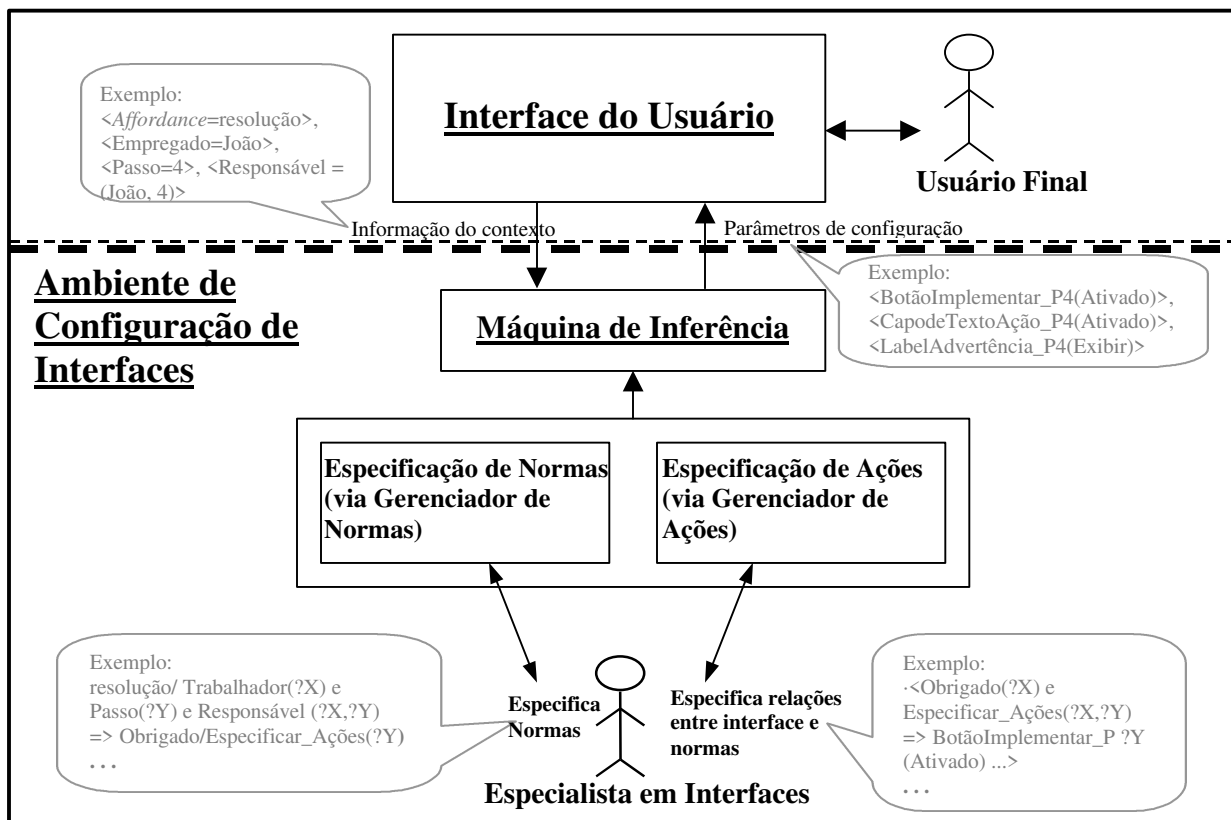 Exemplo:
<Affordance=resolução>,
<Empregado=João>,
<Passo=4>, <Responsável =
(João, 4)>
Interface do Usuário
Usuário Final
Informação do contexto
Parâmetros de configuração
Ambiente de
Configuração de
Interfaces
Máquina de Inferência
Exemplo:
<BotãoImplementar_P4(Ativado)>,
<CapodeTextoAção_P4(Ativado)>,
<LabelAdvertência_P4(Exibir)>
Especificação de Normas
(via Gerenciador de
Normas)
Especificação de Ações
(via Gerenciador de
Ações)
Exemplo:
resolução/ Trabalhador(?X) e
Passo(?Y) e Responsável (?X,?Y)
=> Obrigado/Especificar_Ações(?Y)
. . .
Especifica
Normas
Especifica relações
entre interface e
normas
Exemplo:
·<Obrigado(?X) e
Especificar_Ações(?X,?Y)
=> BotãoImplementar_P ?Y
(Ativado) ...>
. . .
Especialista em Interfaces